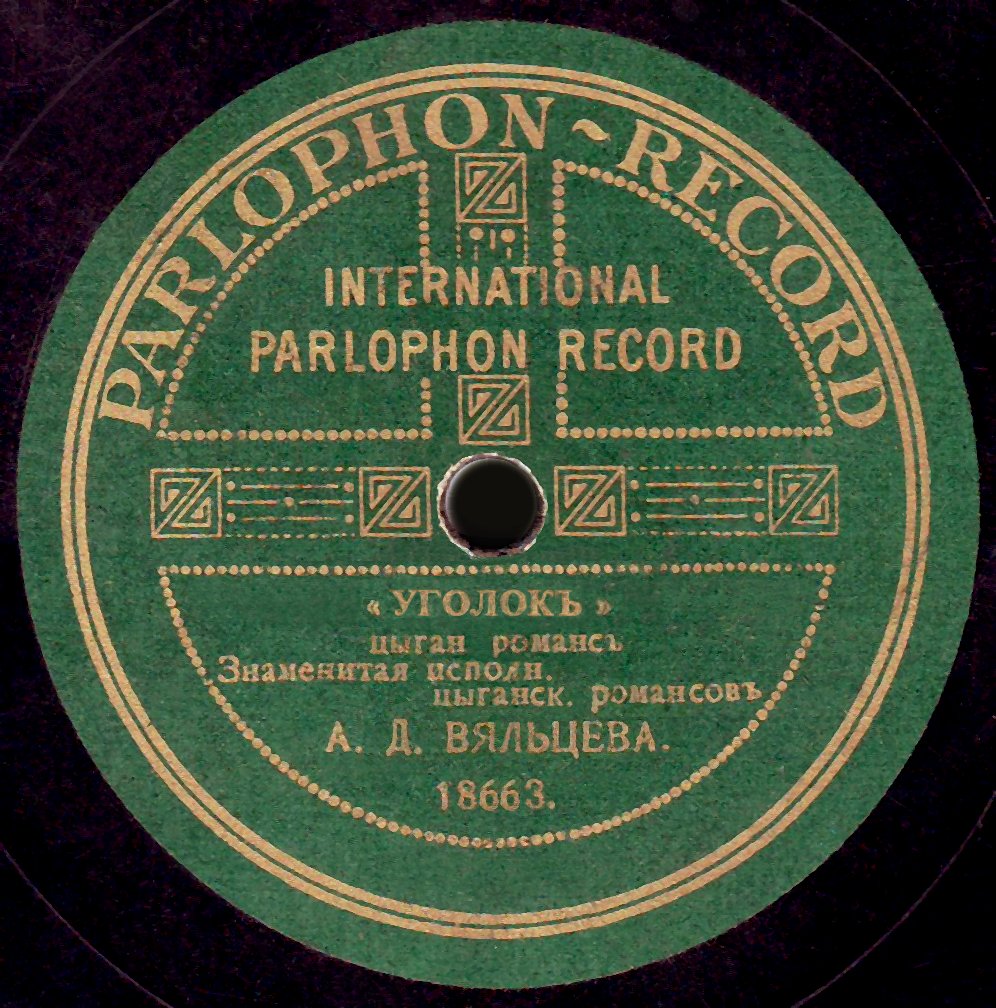 PARLOPHON ~ RECORD
INTERNATIONAL
PARLOPHON RECORD
« УГОЛОКЪ »
цыган романсъ
Знаменитая исполн.
цыганск. романсовъ
А. Д. ВЯЛЬЦЕВА.
18663.